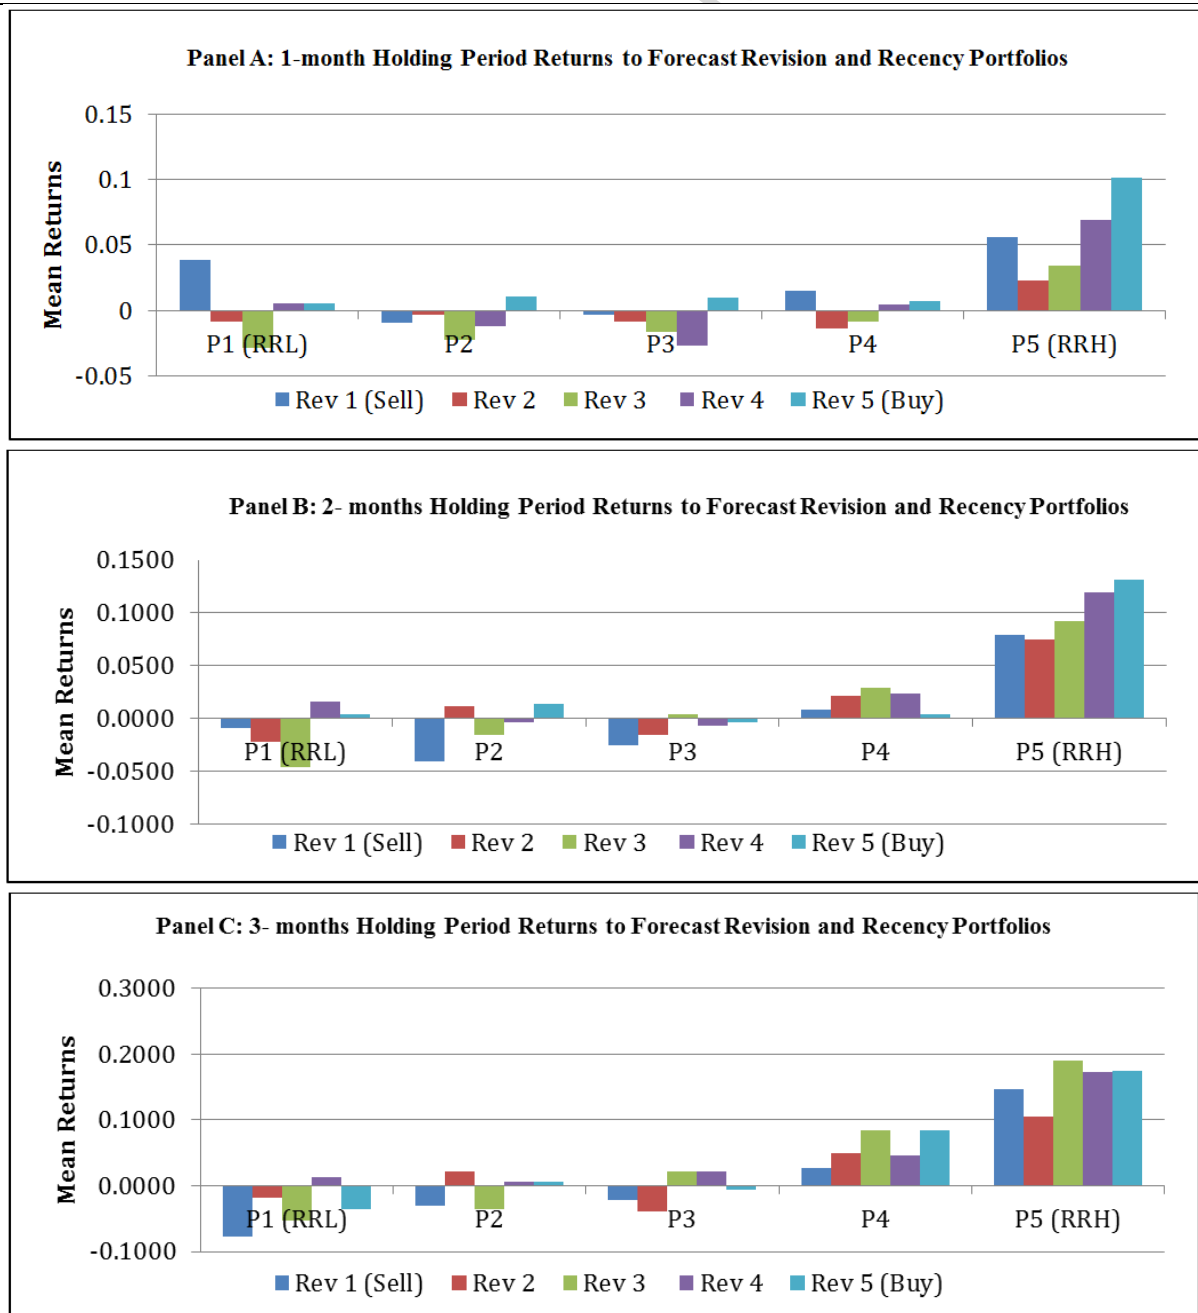 Panel A: 1-month Holding Period Returns to Forecast Revision and Recency Portfolios
Mean Returns
0.15
0.1
0.05
0
-0.05
P1 (RRL) P2 P3 P4 P5 (RRH)
Rev 1 (Sell) Rev 2 Rev 3 Rev 4 Rev 5 (Buy)
Panel B: 2- months Holding Period Returns to Forecast Revision and Recency Portfolios
Mean Returns
0.1500
0.1000
0.0500
0.0000
-0.0500
-0.1000
P1 (RRL) P2 P3 P4 P5 (RRH)
Rev 1 (Sell) Rev 2 Rev 3 Rev 4 Rev 5 (Buy)
Panel C: 3- months Holding Period Returns to Forecast Revision and Recency Portfolios
Mean Returns
0.3000
0.2000
0.1000
0.0000
-0.1000
P1 (RRL) P2 P3 P4 P5 (RRH)
Rev 1 (Sell) Rev 2 Rev 3 Rev 4 Rev 5 (Buy)